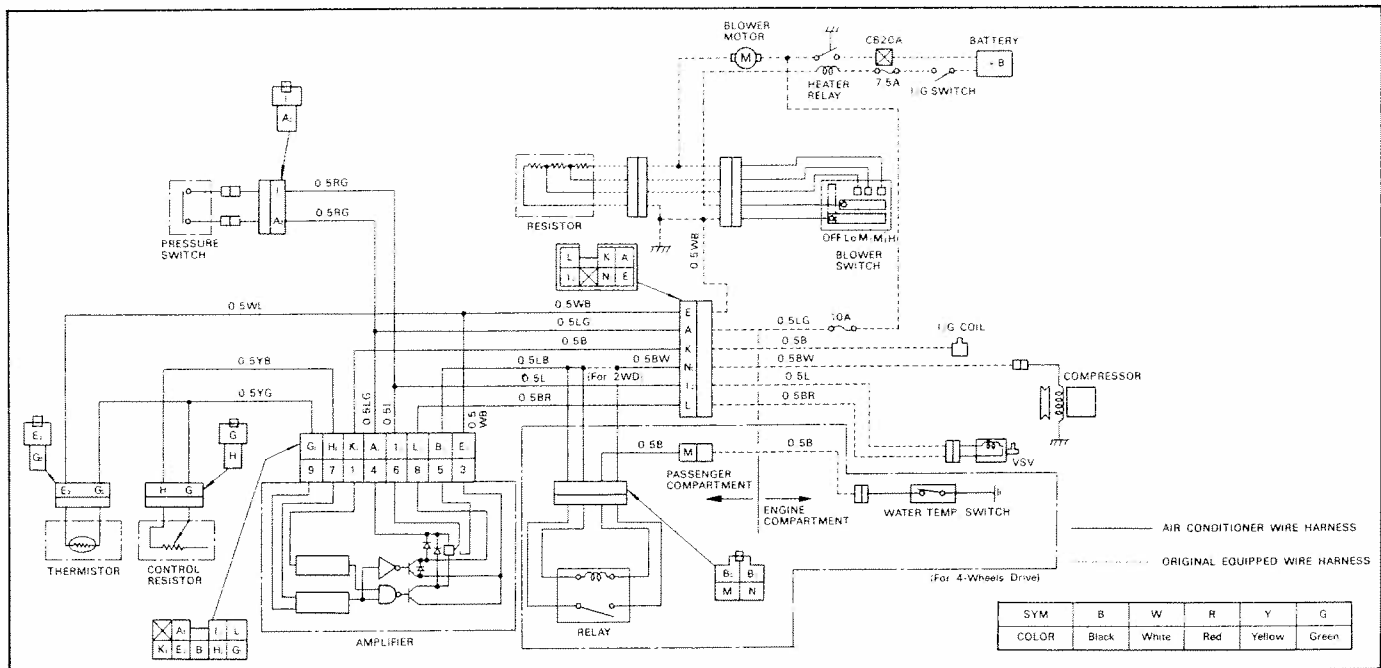 BLOWER MOTOR
M
CB20A
BATTERY
+B
HEATER RELAY
7.5A
I/G SWITCH
A
0.5RG
0.5RG
PRESSURE SWITCH
RESISTOR
OFF Lo M
BLOWER SWITCH
0.5WB
L K A
N E
0.5WL
0.5WB
E
0.5LG
A
0.5LG
10A
I/G COIL
0.5B
K
0.5B
0.5YB
0.5LB
0.5BW
N
0.5BW
(For 2WD)
COMPRESSOR
0.5L
0.5L
0.5YG
0.5BR
L
0.5BR
0.5LG
0.5 WB
G
H
G H K A L B E
9 7 1 4 6 8 5 3
0.5B
M
0.5B
VSV
PASSENGER COMPARTMENT
ENGINE COMPARTMENT
WATER TEMP. SWITCH
H G
THERMISTOR
CONTROL RESISTOR
AIR CONDITIONER WIRE HARNESS
ORIGINAL EQUIPPED WIRE HARNESS
B B
M N
(For 4-Wheels Drive)
RELAY
AMPLIFIER
A L
K E B H G
SYM B W R Y G
COLOR Black White Red Yellow Green